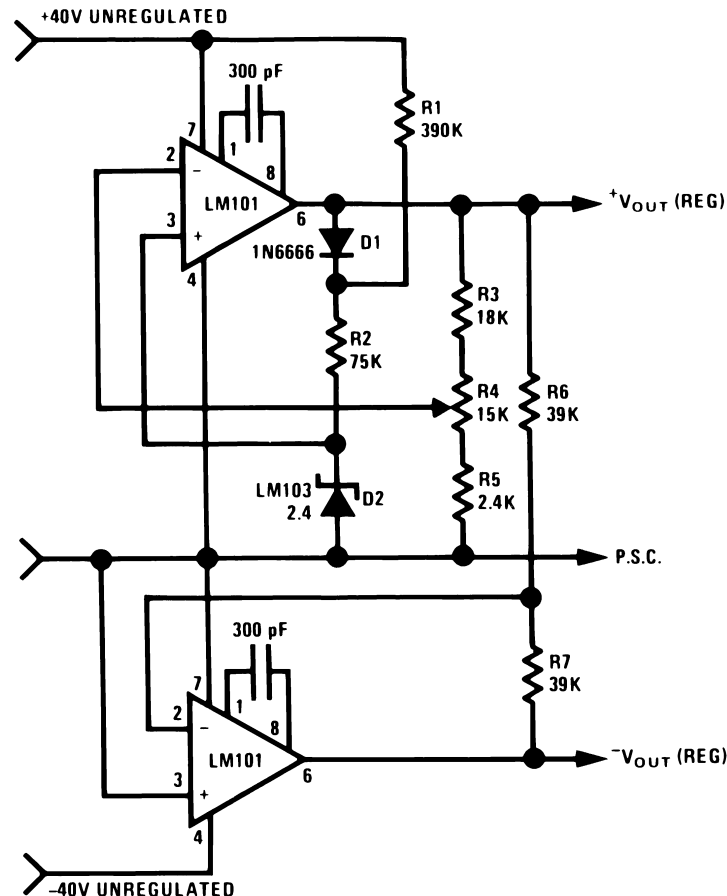 +40V UNREGULATED
300 pF
R1
390K
7
1
2
−
8
LM101
3
+
6
4
+VOUT (REG)
1N6666
D1
R3
18K
R2
75K
R4
15K
R6
39K
LM103
2.4
D2
R5
2.4K
P.S.C.
300 pF
R7
39K
7
1
2
−
8
LM101
3
+
6
4
−VOUT (REG)
−40V UNREGULATED